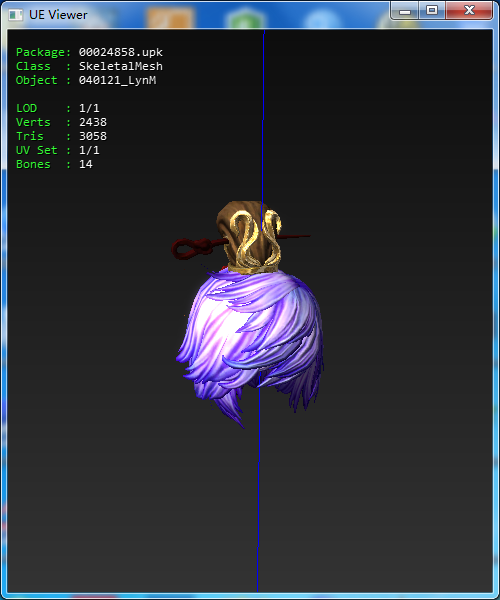 UE Viewer
Package: 00024858.upk
Class : SkeletalMesh
Object : 040121_LynM
LOD : 1/1
Verts : 2438
Tris : 3058
UV Set : 1/1
Bones : 14